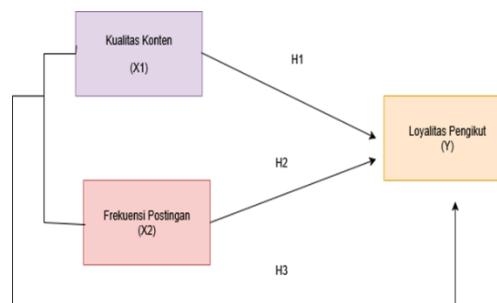 Kualitas Konten
(X1)
H1
Loyalitas Pengikut
(Y)
H2
Frekuensi Postingan
(X2)
H3